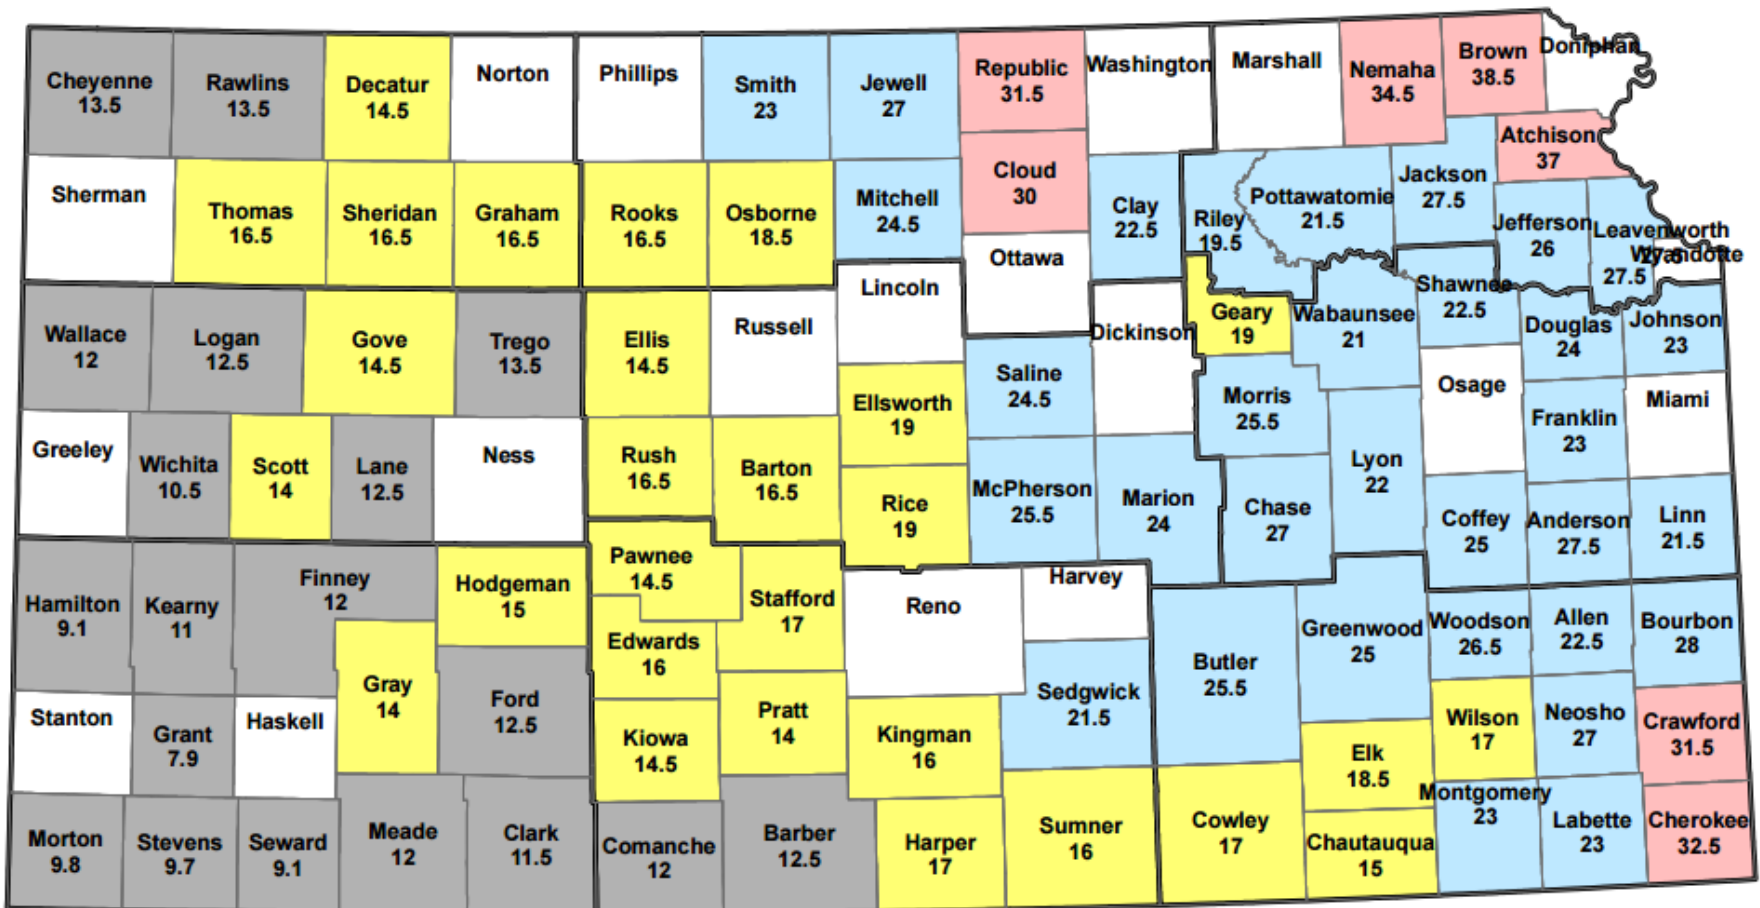 Cheyenne
13.5
Rawlins
13.5
Decatur
14.5
Norton
Phillips
Smith
23
Jewell
27
Republic
31.5
Washington
Marshall
Nemaha
34.5
Brown
38.5
Doniphan
Sherman
Thomas
16.5
Sheridan
16.5
Graham
16.5
Rooks
16.5
Osborne
18.5
Mitchell
24.5
Cloud
30
Clay
22.5
Riley
19.5
Pottawatomie
21.5
Jackson
27.5
Atchison
37
Jefferson
26
Leavenworth
27.5
Wyandotte
Ottawa
Lincoln
Wallace
12
Logan
12.5
Gove
14.5
Trego
13.5
Ellis
14.5
Russell
Ellsworth
19
Saline
24.5
Dickinson
Geary
19
Wabaunsee
21
Shawnee
22.5
Douglas
24
Johnson
23
Greeley
Wichita
10.5
Scott
14
Lane
12.5
Ness
Rush
16.5
Barton
16.5
Rice
19
McPherson
25.5
Marion
24
Morris
25.5
Chase
27
Lyon
22
Osage
Franklin
23
Miami
Coffey
25
Anderson
27.5
Linn
21.5
Hamilton
9.1
Kearny
11
Finney
12
Hodgeman
15
Pawnee
14.5
Stafford
17
Edwards
16
Reno
Harvey
Sedgwick
21.5
Butler
25.5
Greenwood
25
Woodson
26.5
Allen
22.5
Bourbon
28
Stanton
Grant
7.9
Haskell
Gray
14
Ford
12.5
Kiowa
14.5
Pratt
14
Kingman
16
Elk
18.5
Wilson
17
Neosho
27
Crawford
31.5
Morton
9.8
Stevens
9.7
Seward
9.1
Meade
12
Clark
11.5
Comanche
12
Barber
12.5
Harper
17
Sumner
16
Cowley
17
Chautauqua
15
Montgomery
23
Labette
23
Cherokee
32.5